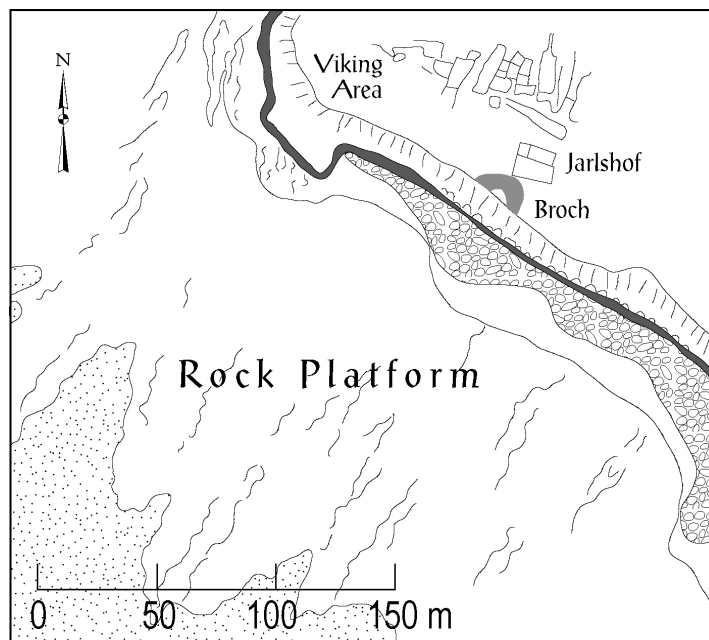 N
Viking
Area
Jarlshof
Broch
Rock Platform
0 50 100 150 m